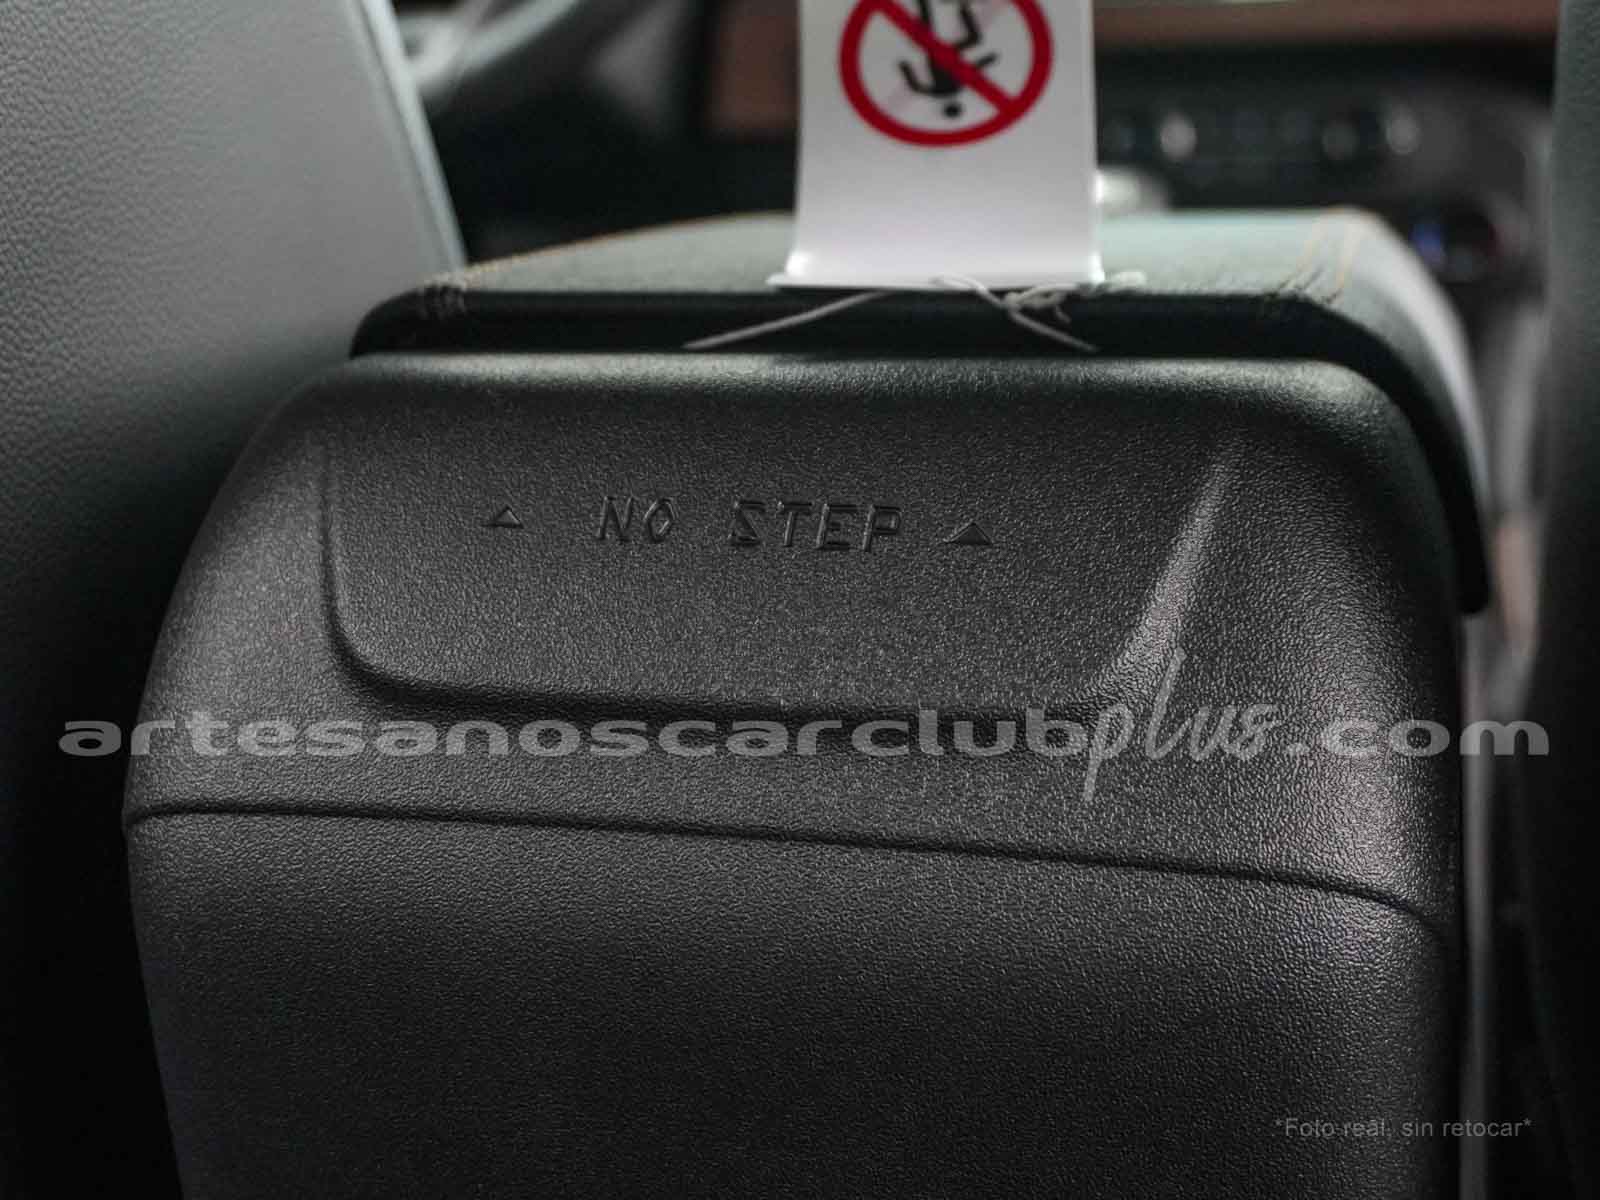 NO STEP
artesanoscarclubplus.com
*Foto real, sin retocar*